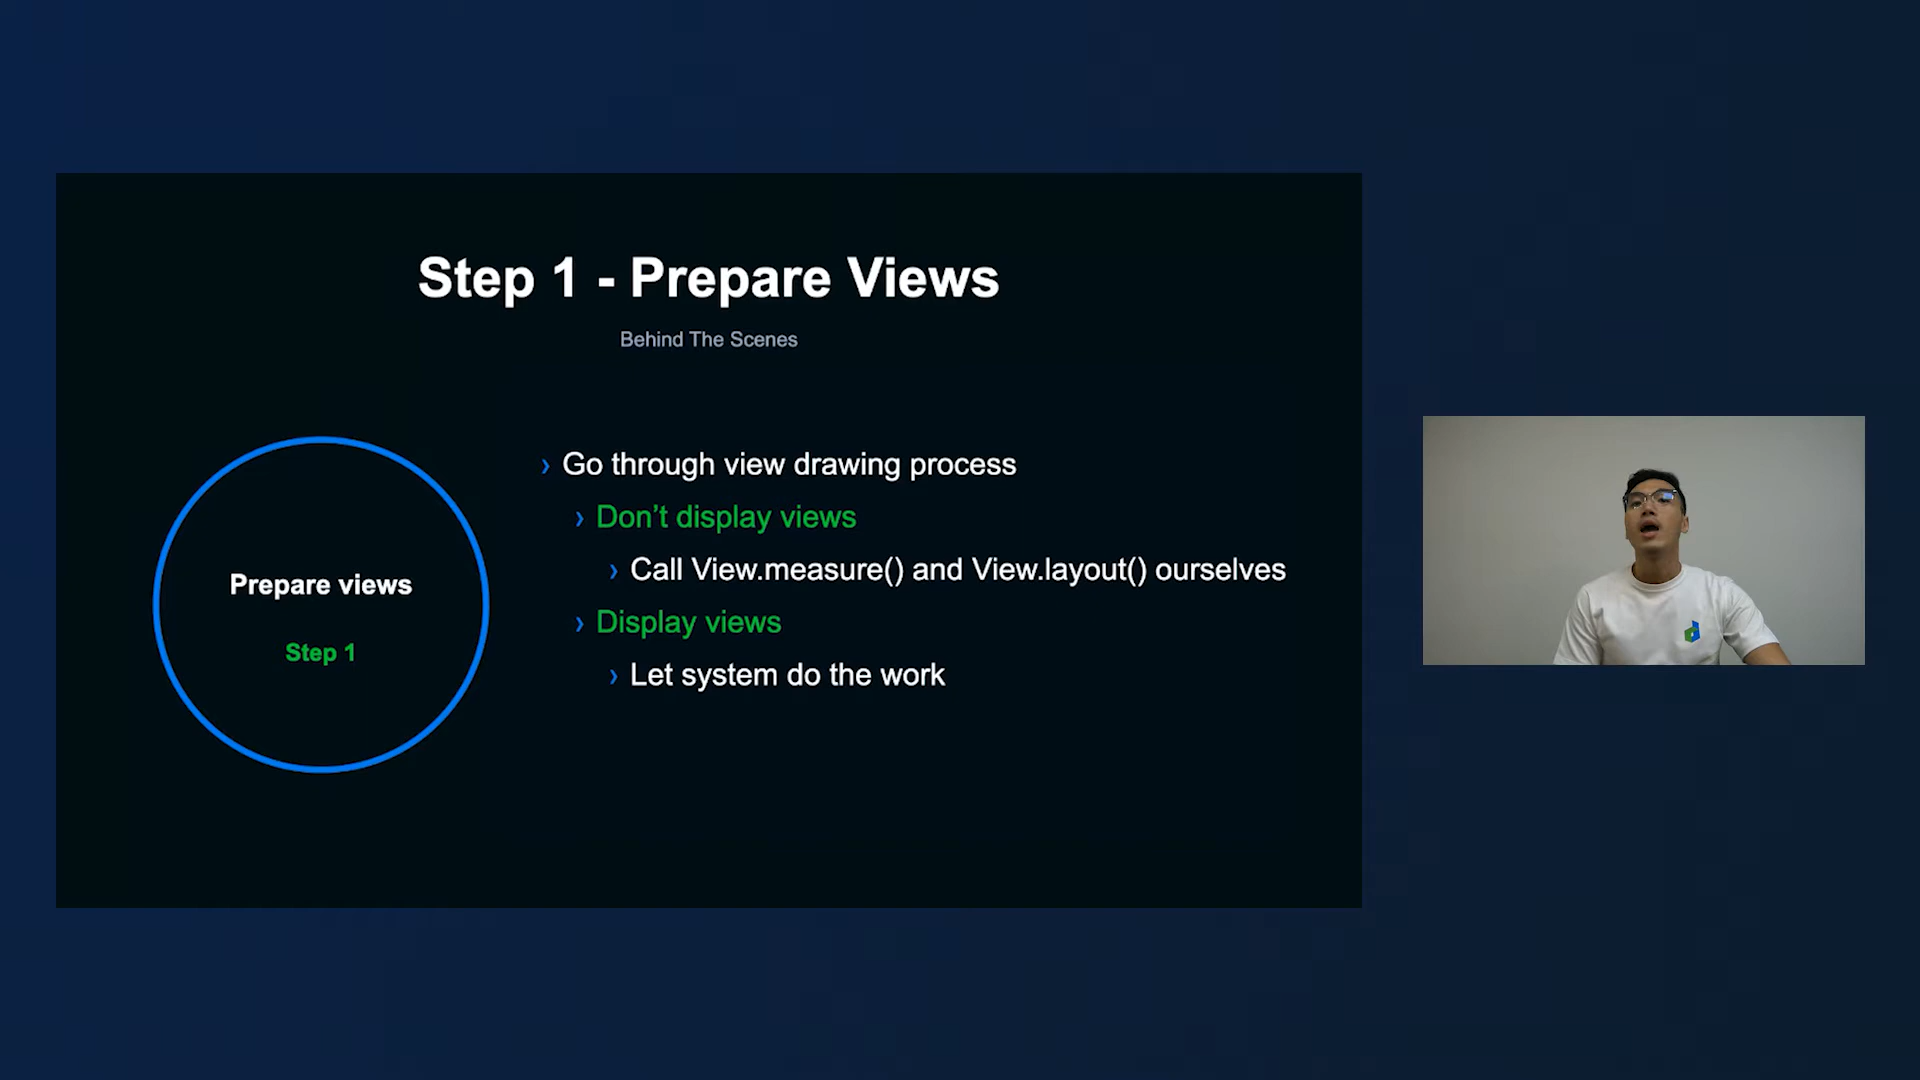 Step 1 - Prepare Views
Behind The Scenes
Prepare views
Step 1
› Go through view drawing process
› Don’t display views
› Call View.measure() and View.layout() ourselves
› Display views
› Let system do the work